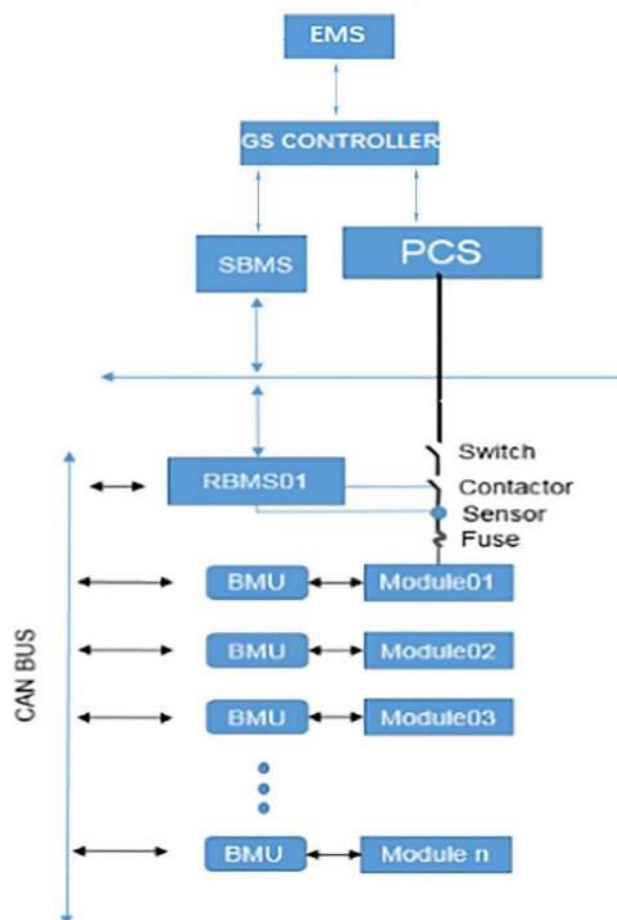 EMS
GS CONTROLLER
SBMS
PCS
RBMS01
Switch
Contactor
Sensor
Fuse
BMU
Module01
BMU
Module02
BMU
Module03
BMU
Module n
CAN BUS